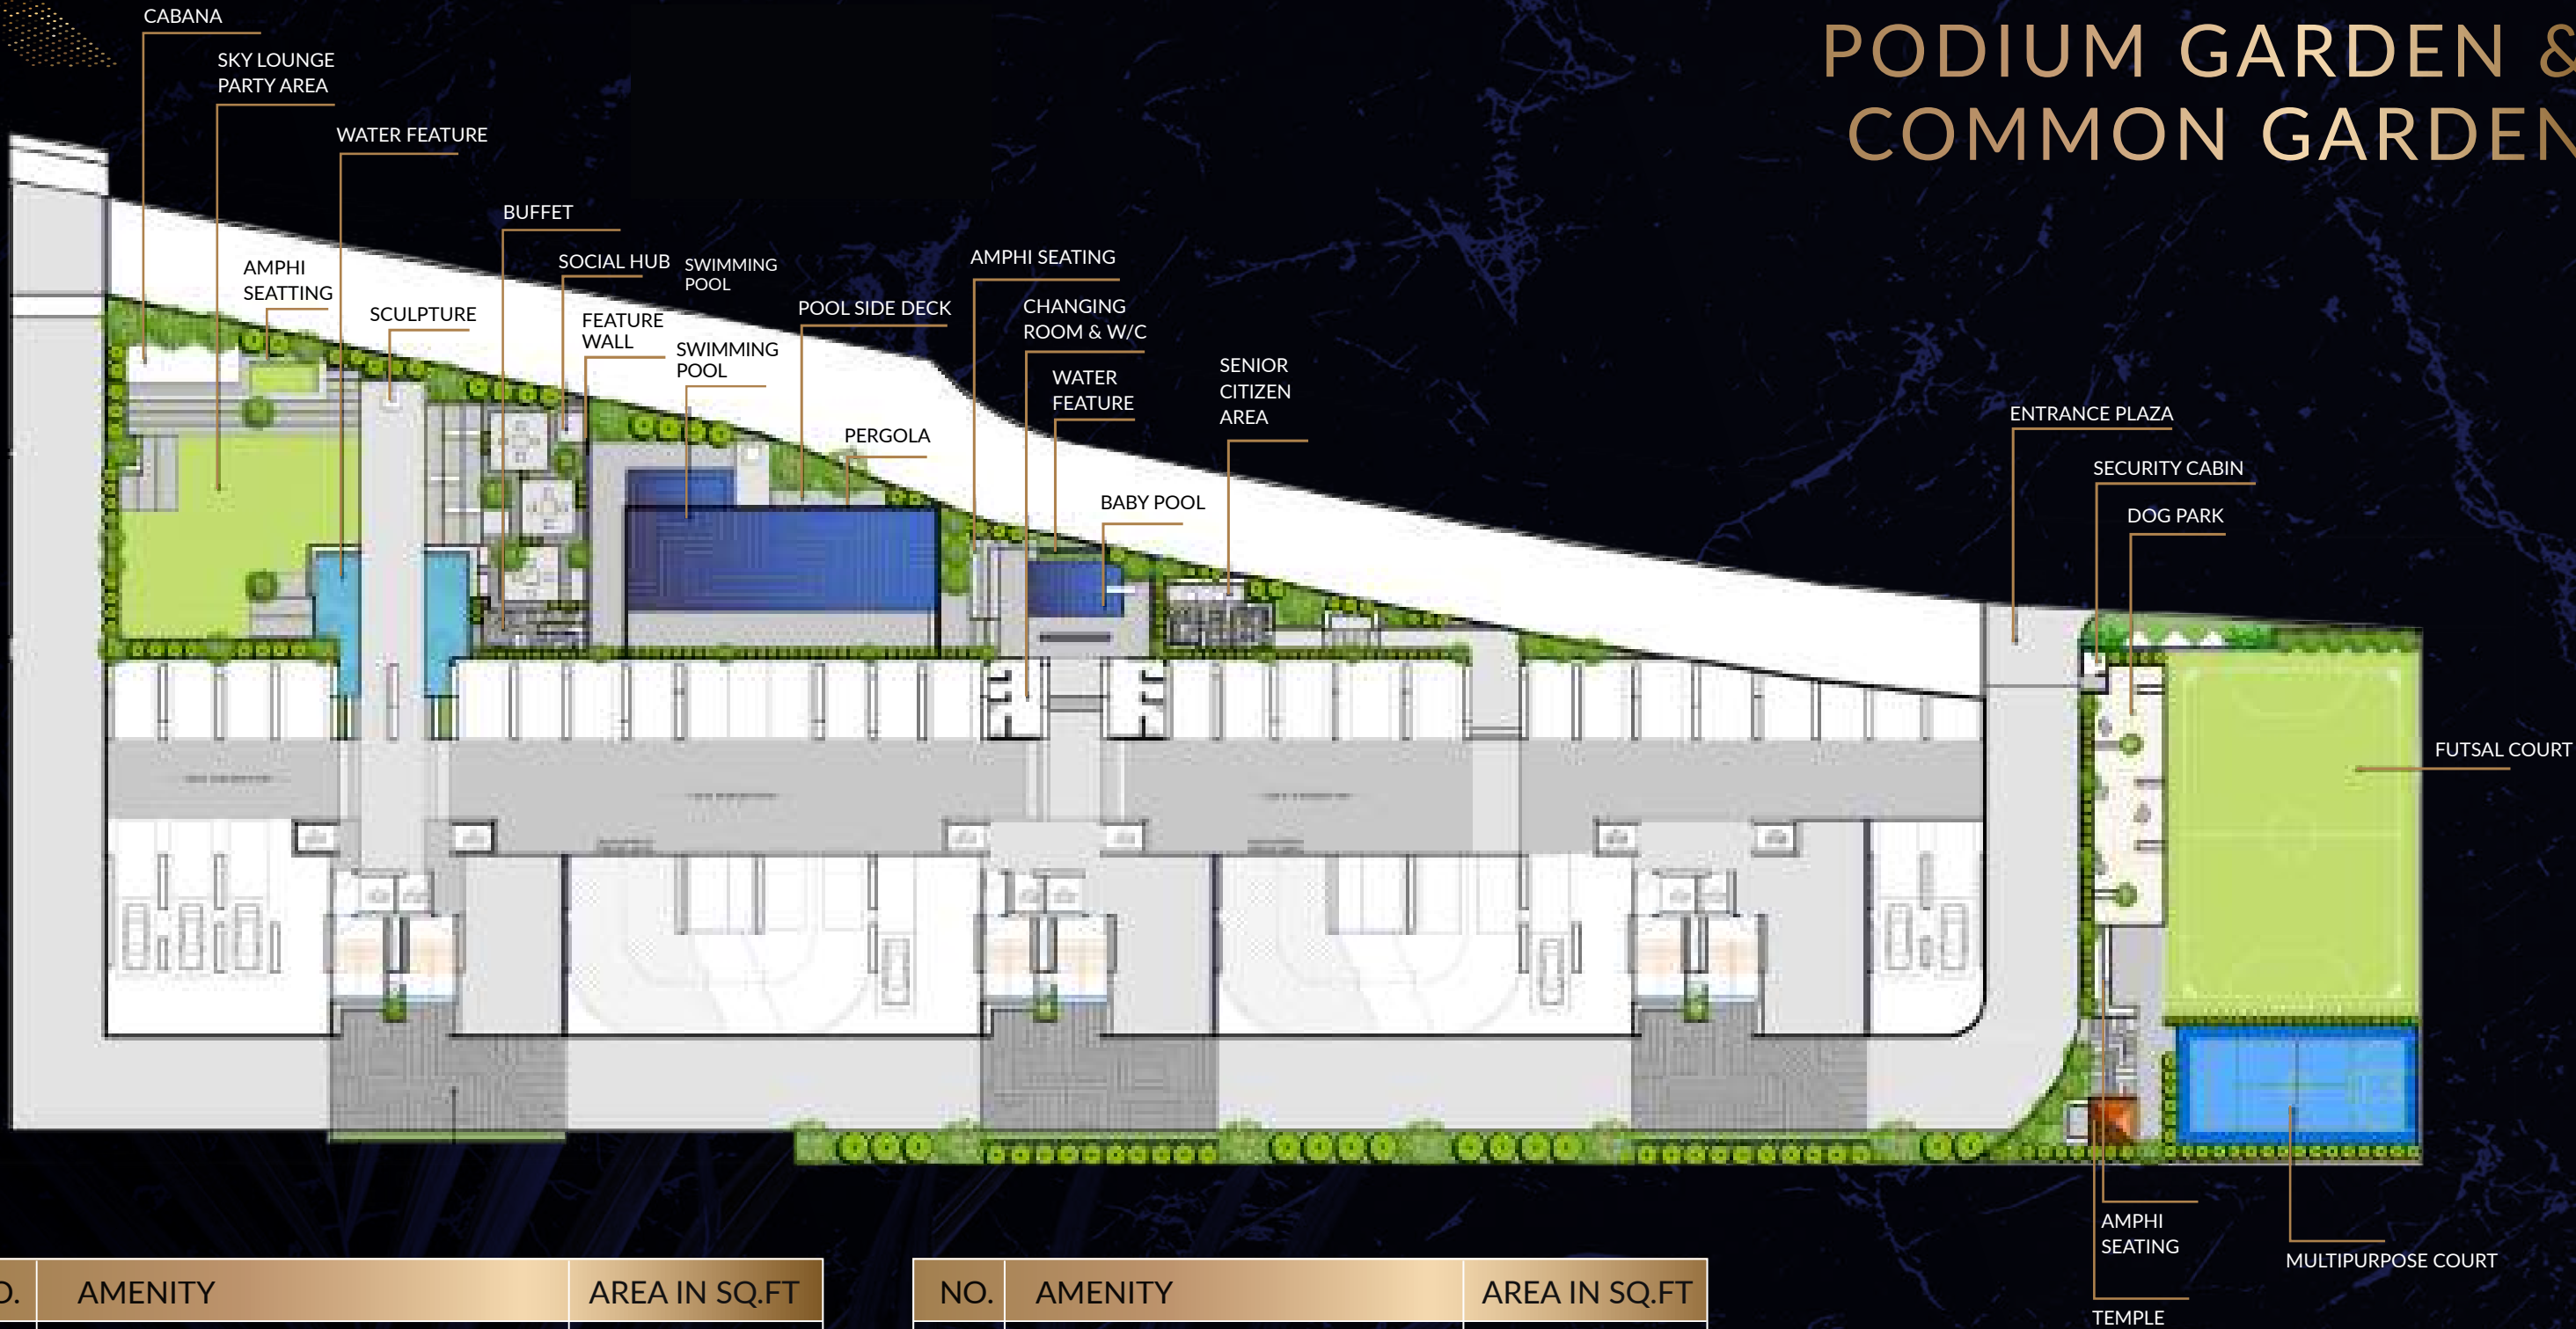 PODIUM GARDEN &
COMMON GARDEN
CABANA
SKY LOUNGE
PARTY AREA
WATER FEATURE
AMPHI
SEATTING
SCULPTURE
BUFFET
SOCIAL HUB
SWIMMING
POOL
FEATURE
WALL
SWIMMING
POOL
POOL SIDE DECK
PERGOLA
AMPHI SEATING
CHANGING
ROOM & W/C
WATER
FEATURE
BABY POOL
SENIOR
CITIZEN
AREA
ENTRANCE PLAZA
SECURITY CABIN
DOG PARK
FUTSAL COURT
AMPHI
SEATING
MULTIPURPOSE COURT
TEMPLE
O. AMENITY AREA IN SQ.FT
NO. AMENITY AREA IN SQ.FT